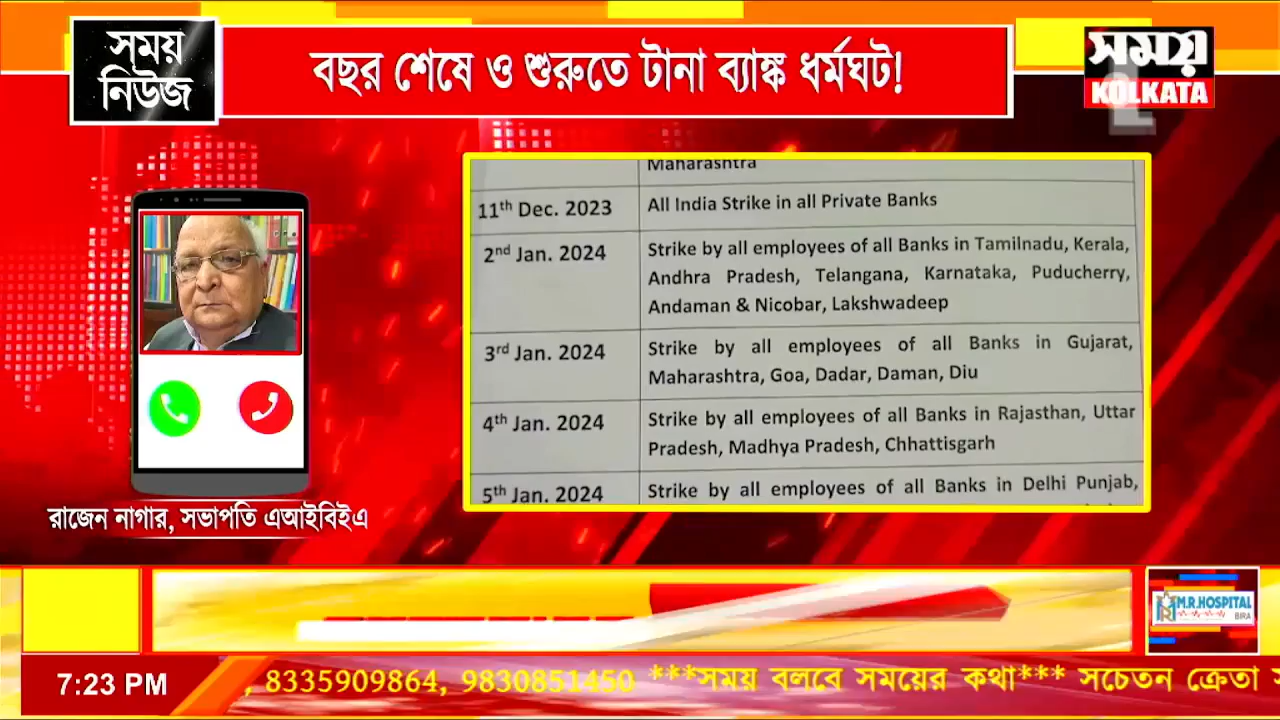 সময়
নিউজ
বছর শেষে ও শুরুতে টানা ব্যাঙ্ক ধর্মঘট!
সময়
KOLKATA
L
Maharashtra
11th Dec. 2023 All India Strike in all Private Banks
2nd Jan. 2024 Strike by all employees of all Banks in Tamilnadu, Kerala,
Andhra Pradesh, Telangana, Karnataka, Puducherry,
Andaman & Nicobar, Lakshwadeep
3rd Jan. 2024 Strike by all employees of all Banks in Gujarat,
Maharashtra, Goa, Dadar, Daman, Diu
4th Jan. 2024 Strike by all employees of all Banks in Rajasthan, Uttar
Pradesh, Madhya Pradesh, Chhattisgarh
5th Jan. 2024 Strike by all employees of all Banks in Delhi Punjab,
রাজেন নাগার, সভাপতি এআইবিইএ
M.R.HOSPITAL
BIRA
7:23 PM , 8335909864, 9830851450 ***সময় বলবে সময়ের কথা*** সচেতন ক্রেতা